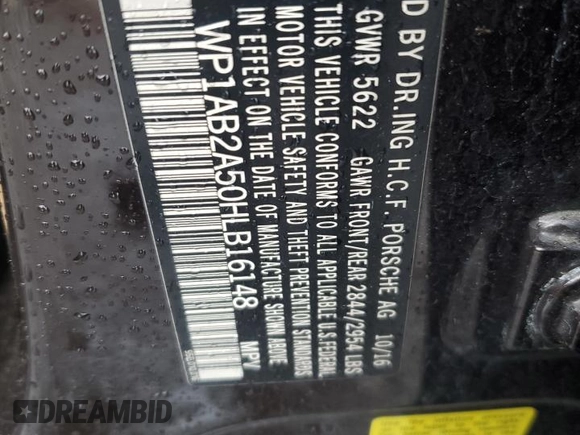 D BY DR.ING H.C.F. PORSCHE AG 10/16
GVWR 5622 GAWR FRONT/REAR 2844/2954 LBS
THIS VEHICLE CONFORMS TO ALL APPLICABLE U.S.FEDERAL
MOTOR VEHICLE SAFETY AND THEFT PREVENTION STANDARDS
IN EFFECT ON THE DATE OF MANUFACTURE SHOWN ABOVE
WP1AB2A50HLB16148 MPV
DREAMBID